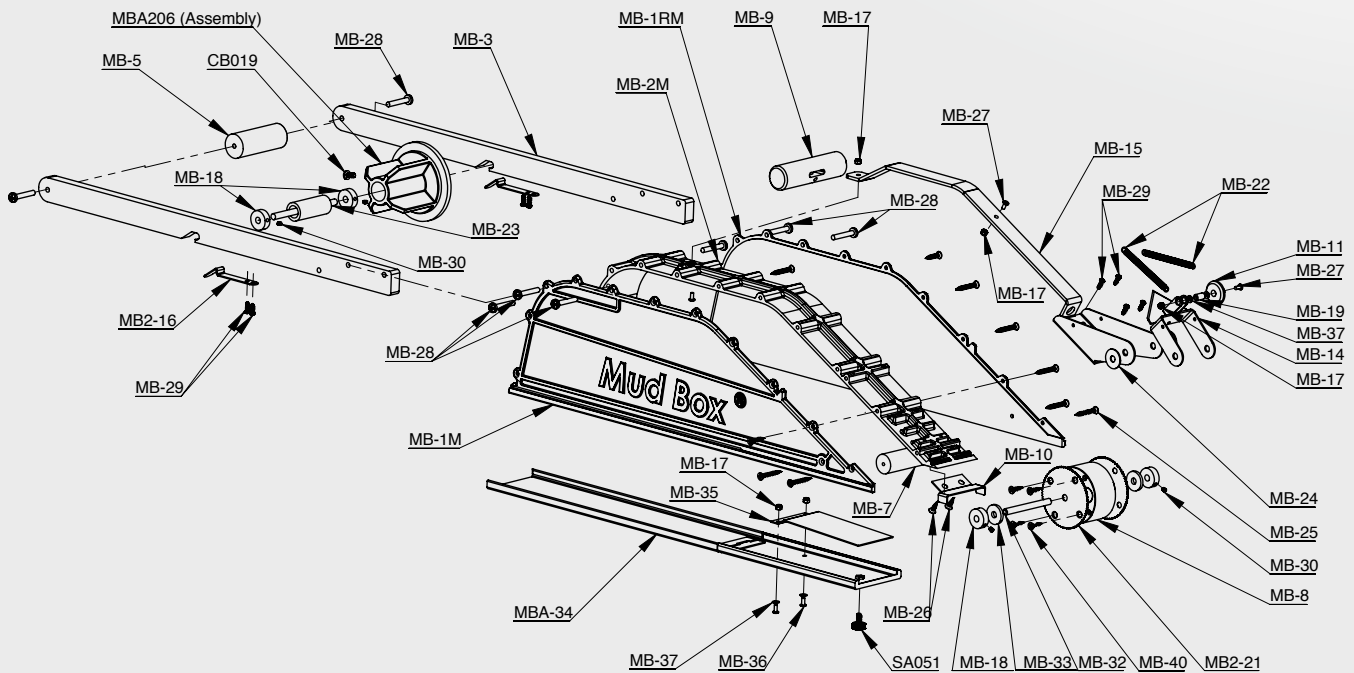 MBA206 (Assembly)
MB-1RM
MB-9
MB-17
MB-28
MB-3
CB019
MB-5
MB-2M
MB-27
MB-15
MB-29
MB-22
MB-18
MB-28
MB-11
MB-23
MB-27
MB-30
MB-17
MB-19
MB-37
MB2-16
MB-14
MB-28
MB-17
MB-29
Mud Box
MB-1M
MB-10
MB-17
MB-24
MB-35
MB-7
MB-25
MB-30
MB-8
MBA-34
MB-26
MB-37
MB-36
SA051
MB-18
MB-33
MB-32
MB-40
MB2-21